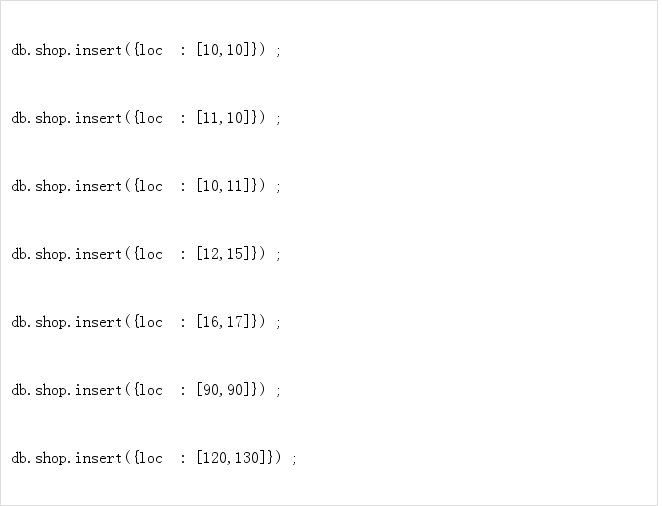 db.shop.insert({loc  : [10,10]}) ;
db.shop.insert({loc  : [11,10]}) ;
db.shop.insert({loc  : [10,11]}) ;
db.shop.insert({loc  : [12,15]}) ;
db.shop.insert({loc  : [16,17]}) ;
db.shop.insert({loc  : [90,90]}) ;
db.shop.insert({loc  : [120,130]}) ;